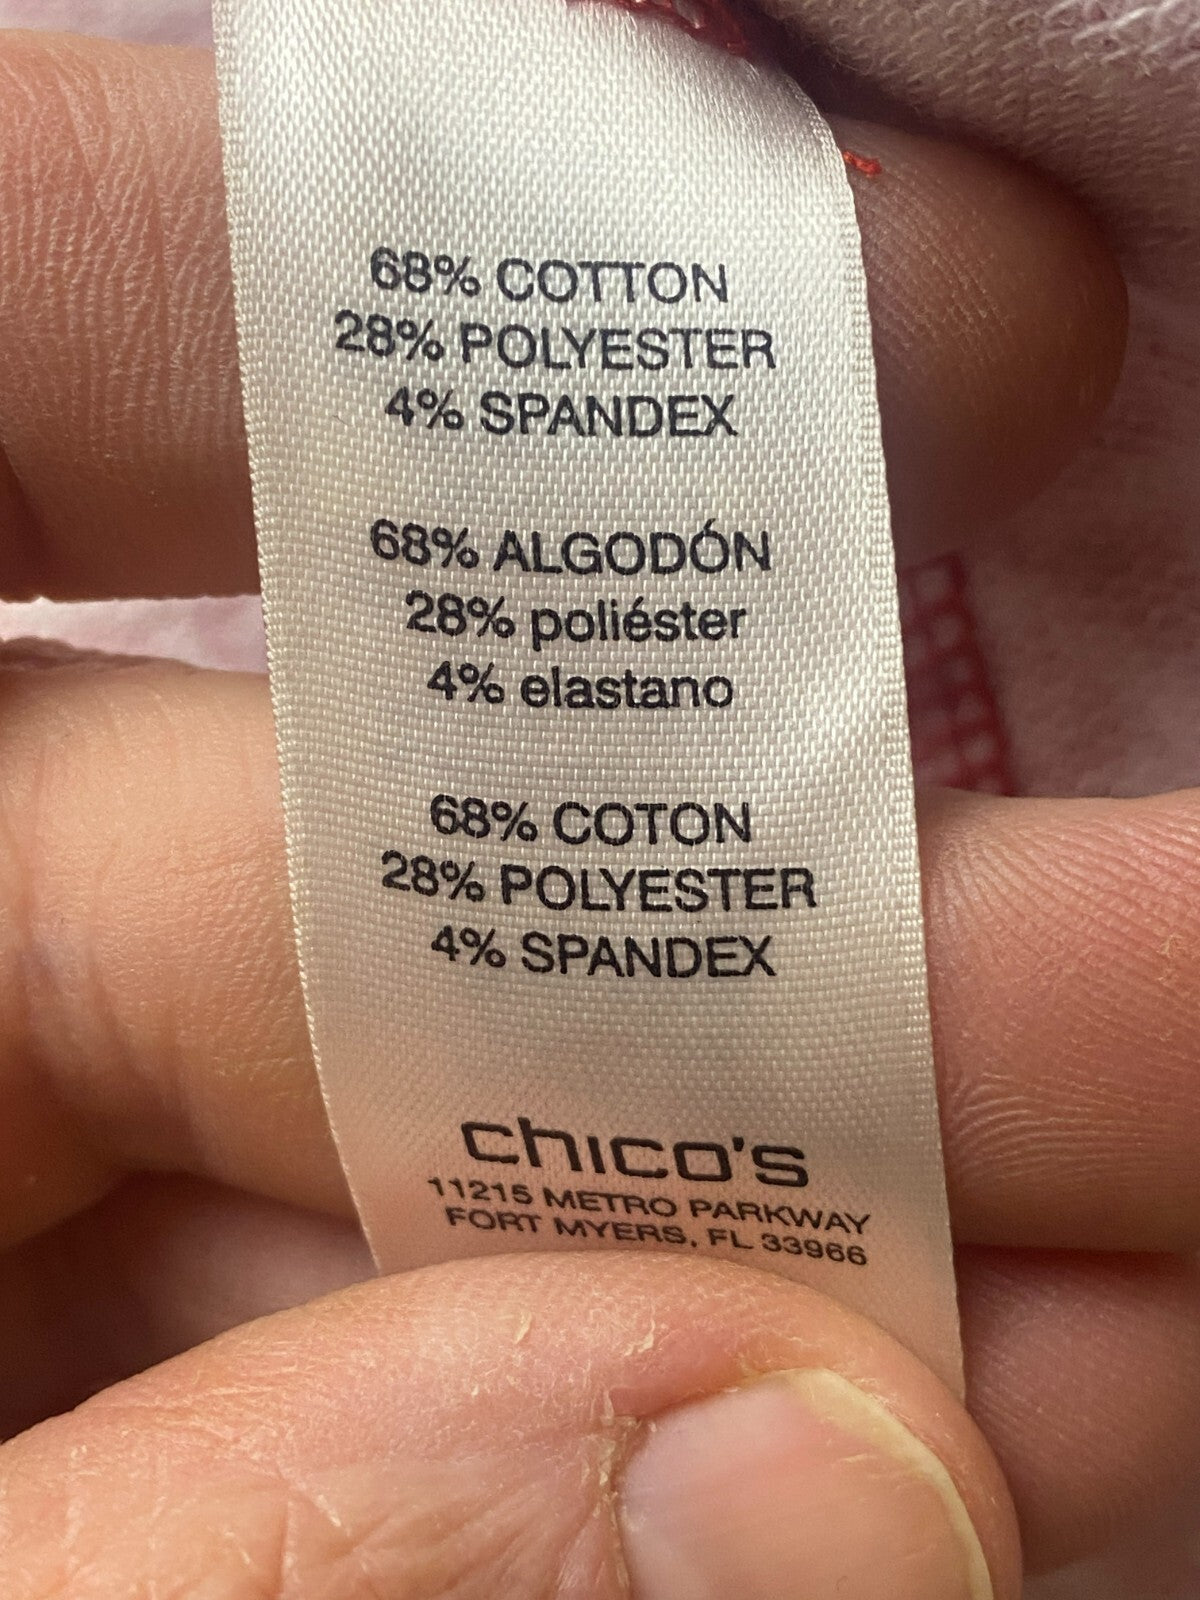 68% COTTON
28% POLYESTER
4% SPANDEX
68% ALGODÓN
28% poliéster
4% elastano
68% COTON
28% POLYESTER
4% SPANDEX
chico's
11215 METRO PARKWAY
FORT MYERS, FL 33966